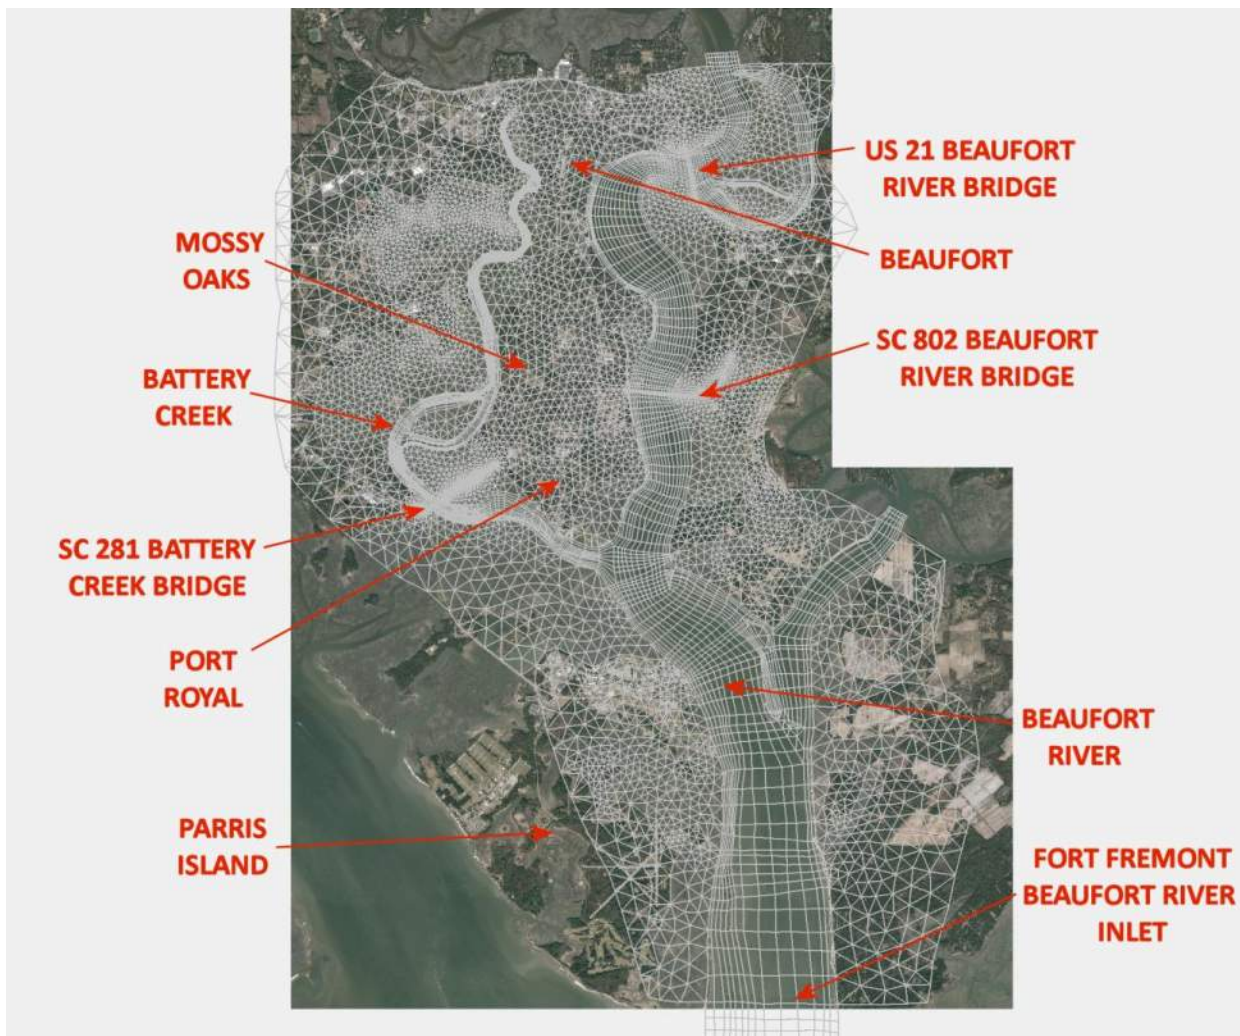 US 21 BEAUFORT
RIVER BRIDGE
MOSSY
OAKS
BEAUFORT
SC 802 BEAUFORT
RIVER BRIDGE
BATTERY
CREEK
SC 281 BATTERY
CREEK BRIDGE
PORT
ROYAL
BEAUFORT
RIVER
PARRIS
ISLAND
FORT FREMONT
BEAUFORT RIVER
INLET